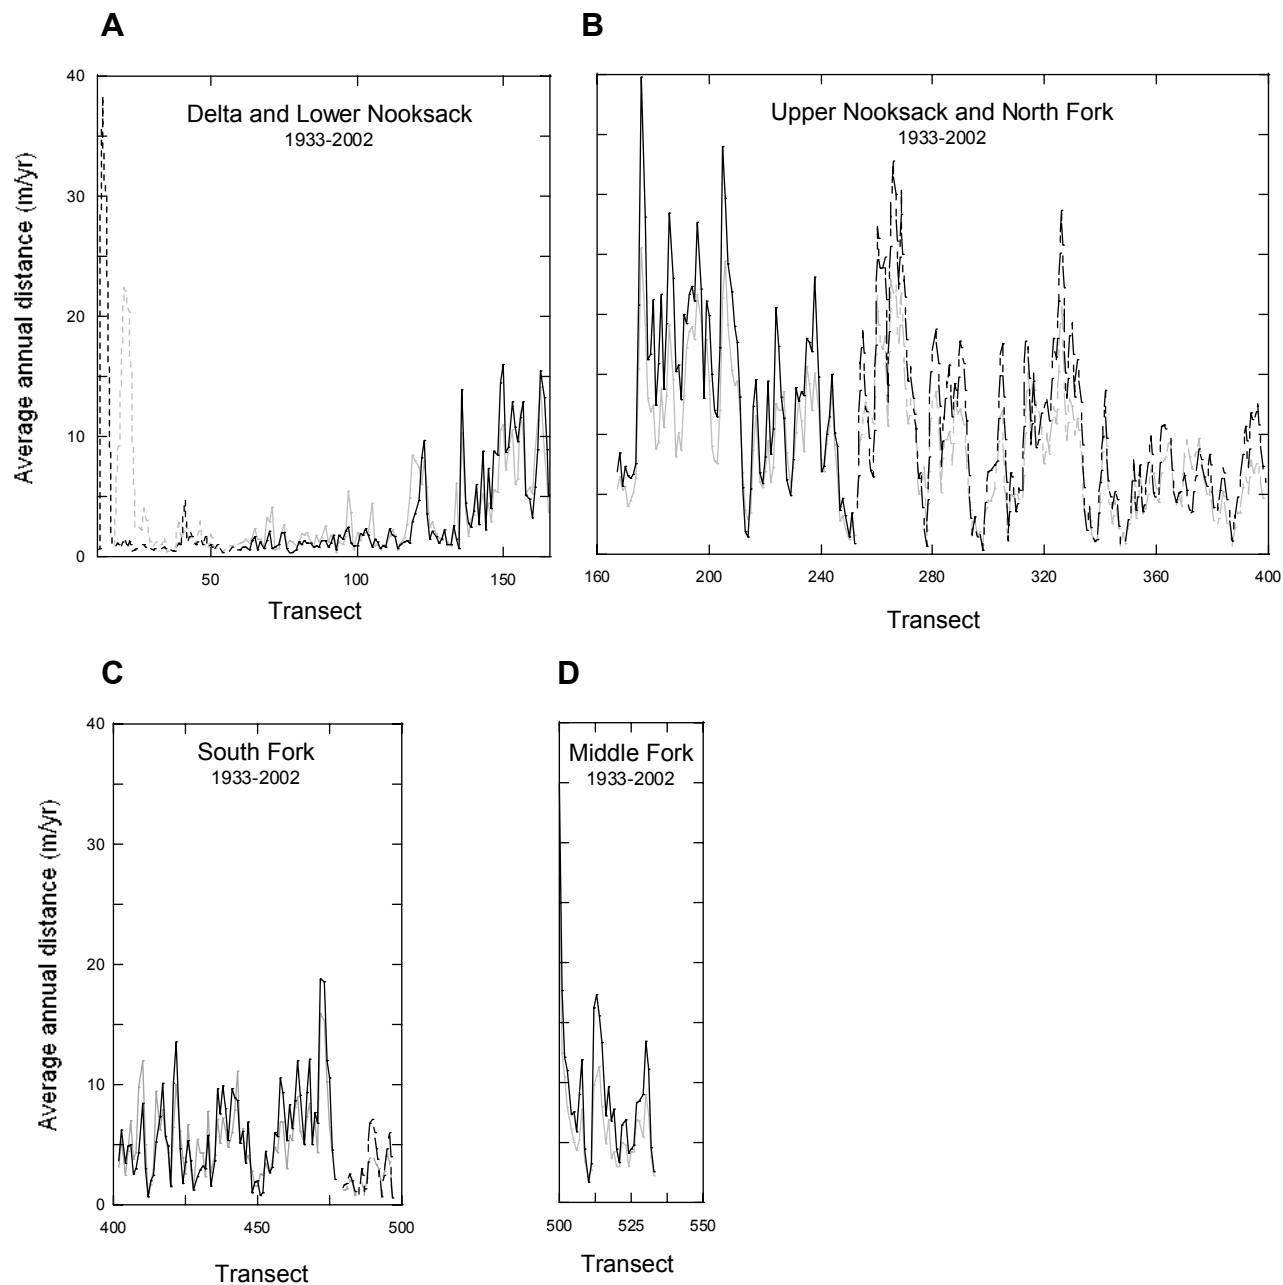 A
B
40
30
20
10
0
Average annual distance (m/yr)
Delta and Lower Nooksack
1933-2002
50
100
150
Transect
Upper Nooksack and North Fork
1933-2002
160
200
240
280
320
360
400
Transect
C
D
40
30
20
10
0
Average annual distance (m/yr)
South Fork
1933-2002
400
450
500
Transect
Middle Fork
1933-2002
500
525
550
Transect